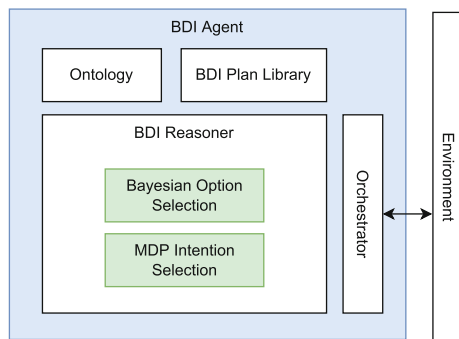 BDI Agent
Ontology
BDI Plan Library
BDI Reasoner
Bayesian Option
Selection
MDP Intention
Selection
Orchestrator
Environment